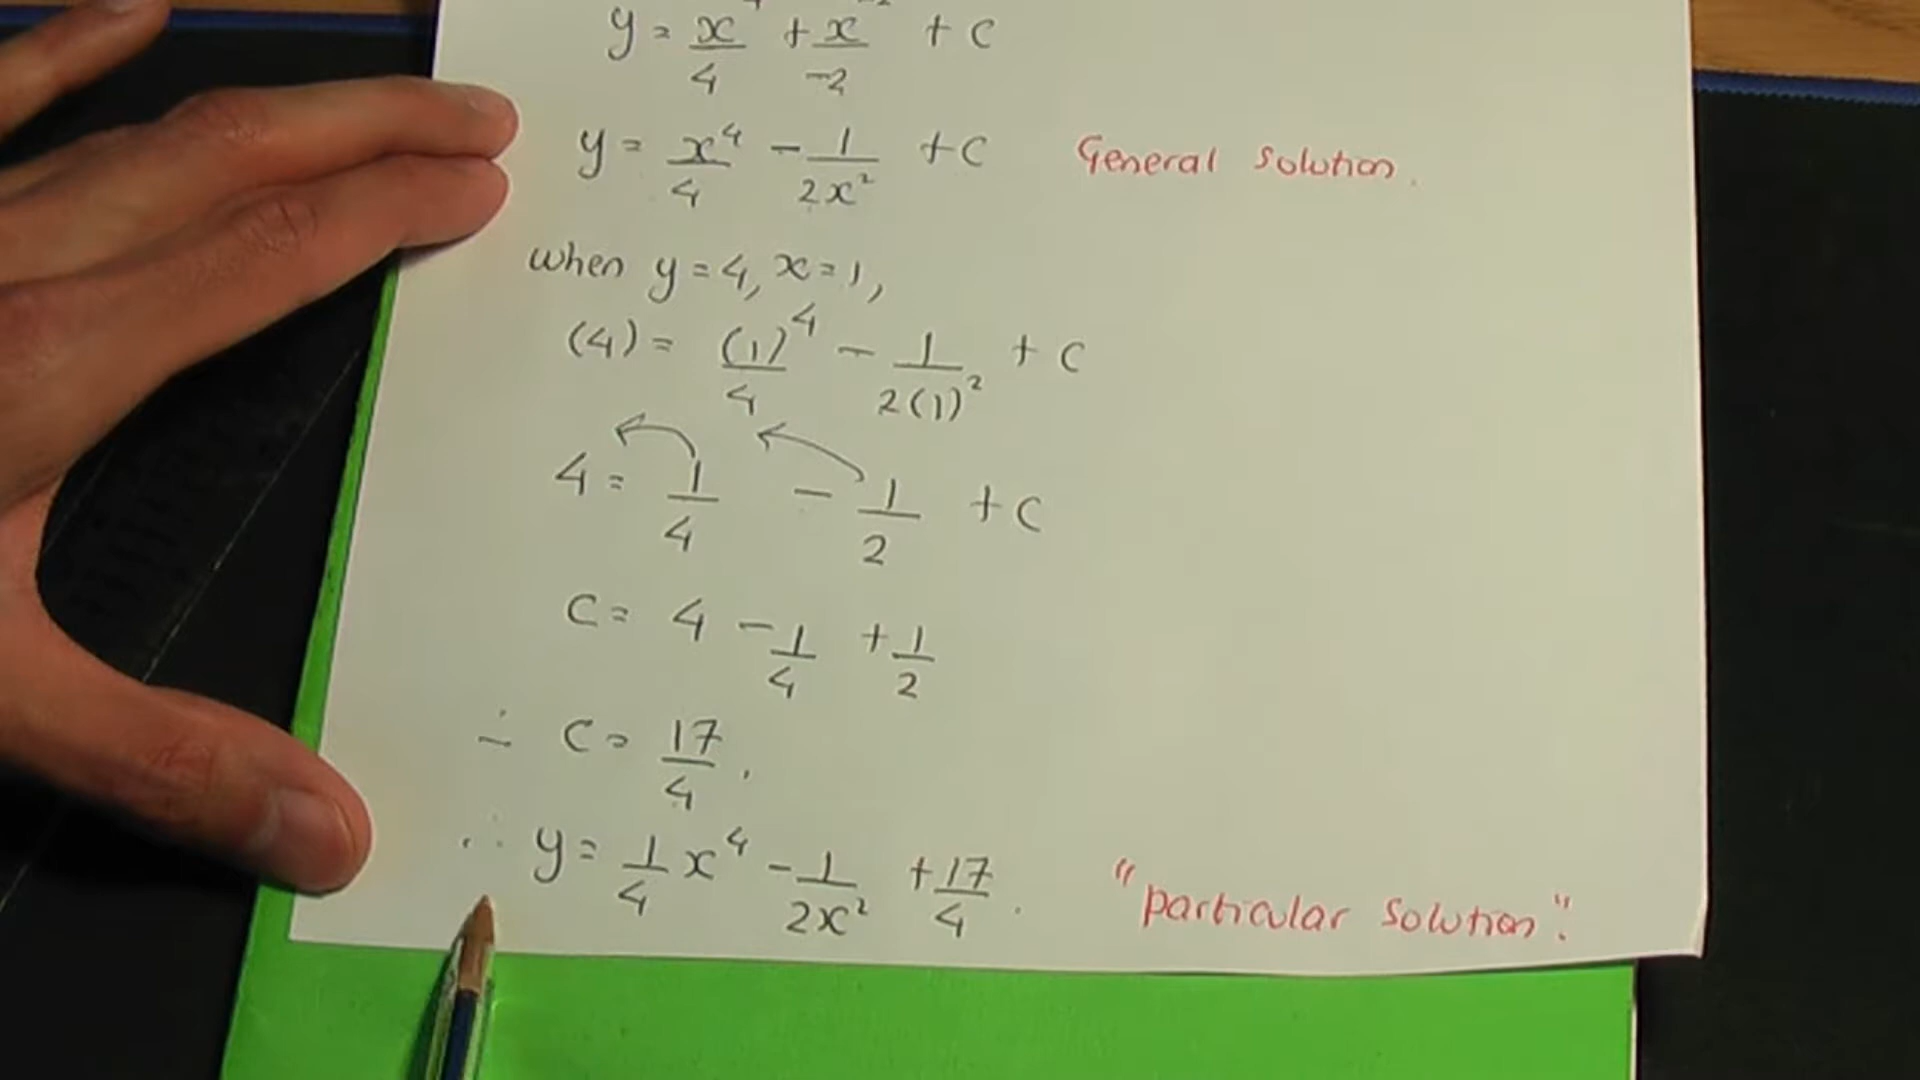 y = x⁴/4 + x⁻²/-2 + c
y = x⁴/4 - 1/2x² + c General solution.
when y = 4, x = 1,
(4) = (1)⁴/4 - 1/2(1)² + c
4 = 1/4 - 1/2 + c
c = 4 - 1/4 + 1/2
∴ c = 17/4.
∴ y = 1/4 x⁴ - 1/2x² + 17/4. "particular solution".